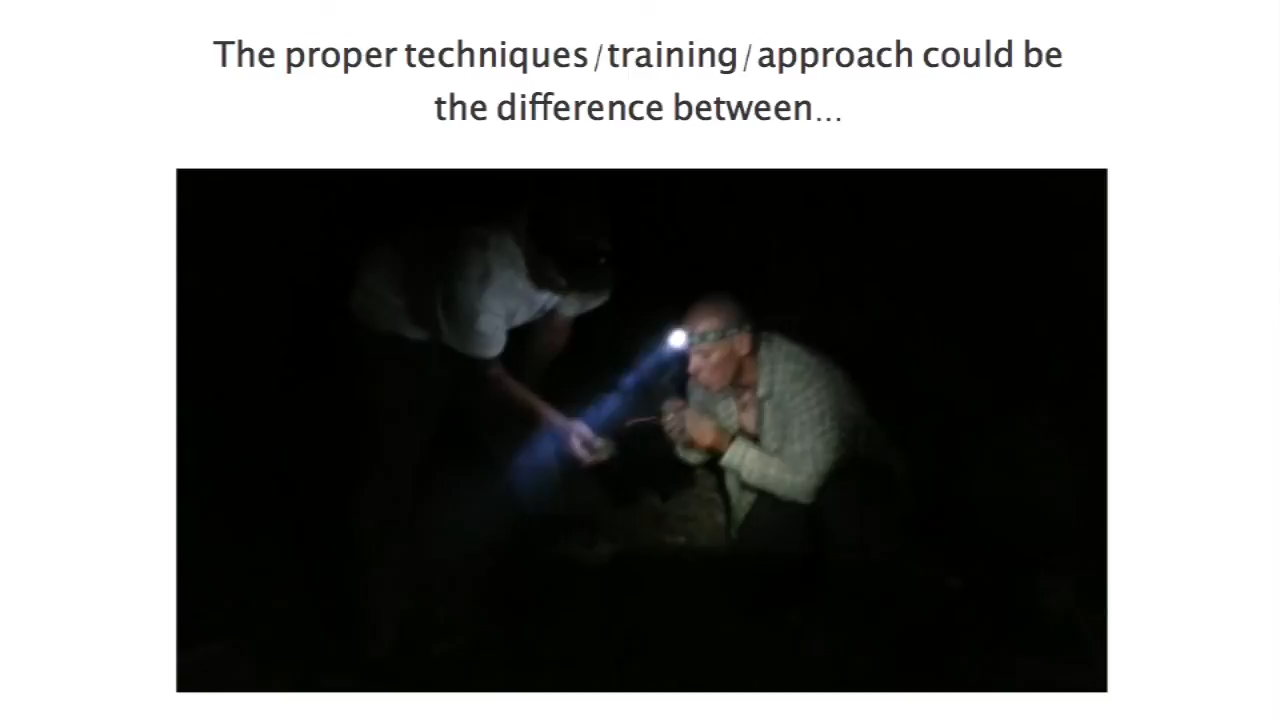 The proper techniques/training/approach could be
the difference between...